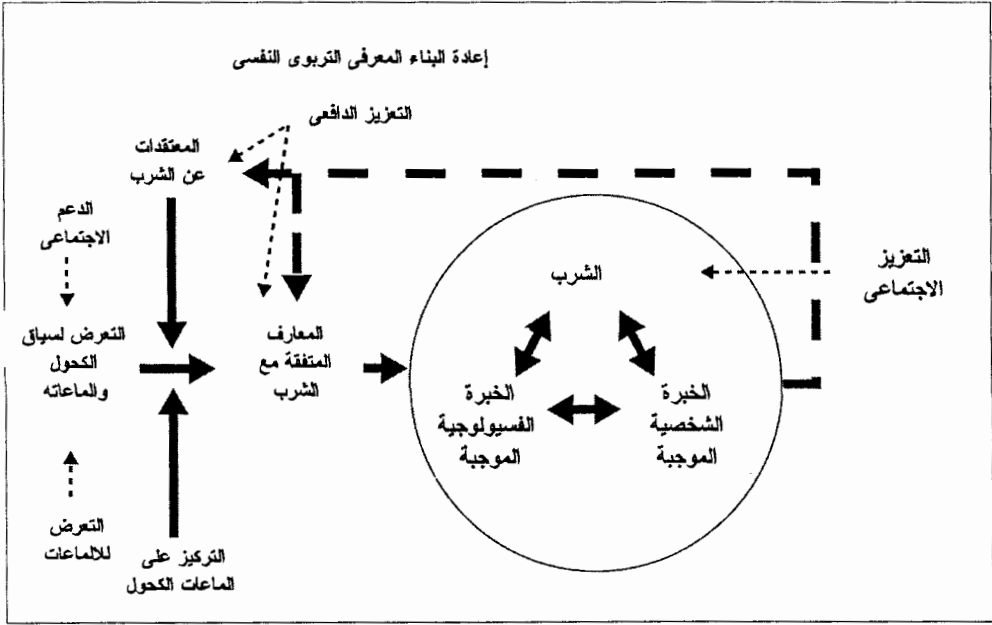 إعادة البناء المعرفى التربوى النفسى
التعزيز الدافعى
المعتقدات
عن الشرب
الدعم
الاجتماعى
التعزيز
الاجتماعى
الشرب
التعرض لسياق
الكحول
والماعاته
المعارف
المتفقة مع
الشرب
الخبرة
الشخصية
الموجبة
الخبرة
الفسيولوجية
الموجبة
التعرض
للالماعات
التركيز على
الماعات الكحول